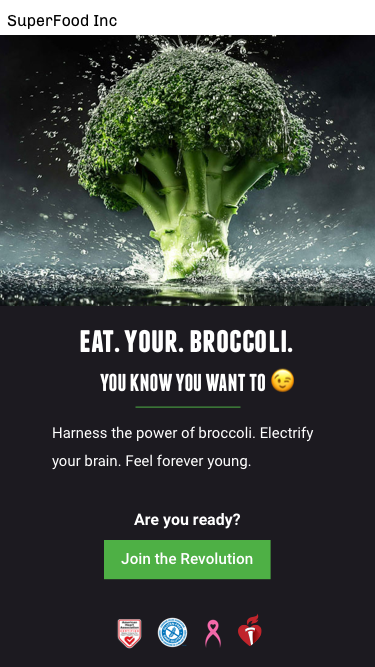 SuperFood Inc
EAT. YOUR. BROCCOLI.
YOU KNOW YOU WANT TO 😉
Harness the power of broccoli. Electrify
your brain. Feel forever young.
Are you ready?
Join the Revolution